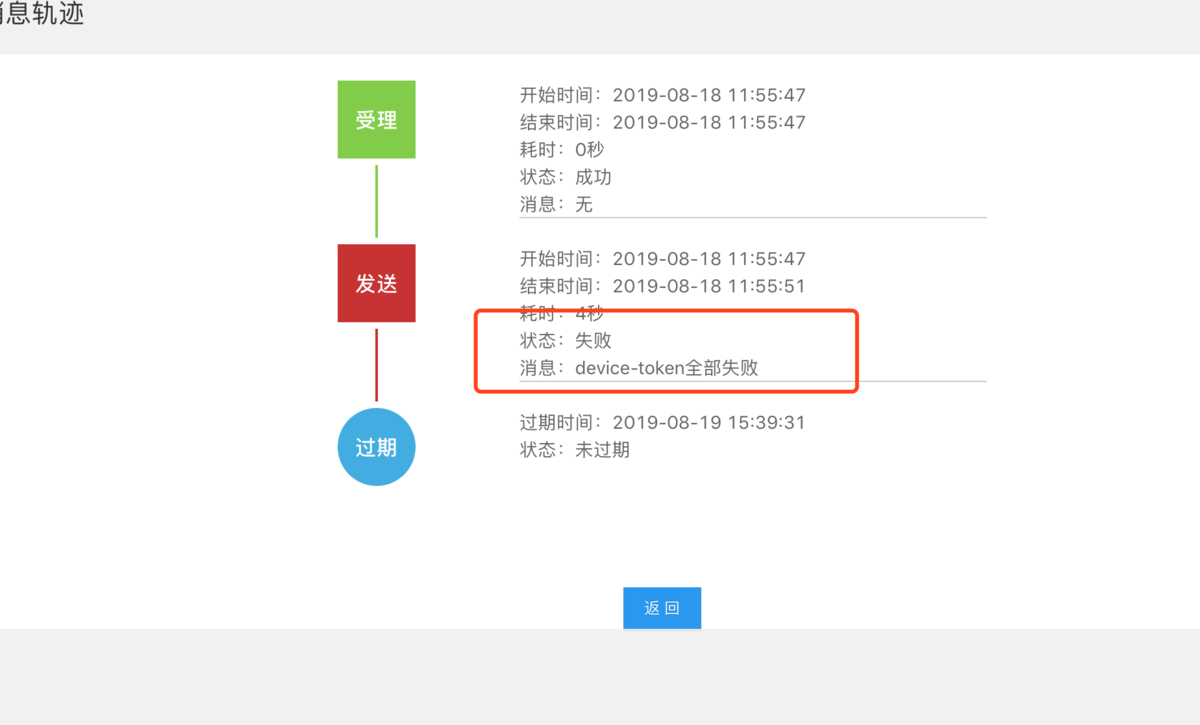 息轨迹
受理
开始时间：2019-08-18 11:55:47
结束时间：2019-08-18 11:55:47
耗时：0秒
状态：成功
消息：无
发送
开始时间：2019-08-18 11:55:47
结束时间：2019-08-18 11:55:51
耗时：4秒
状态：失败
消息：device-token全部失败
过期
过期时间：2019-08-19 15:39:31
状态：未过期
返回